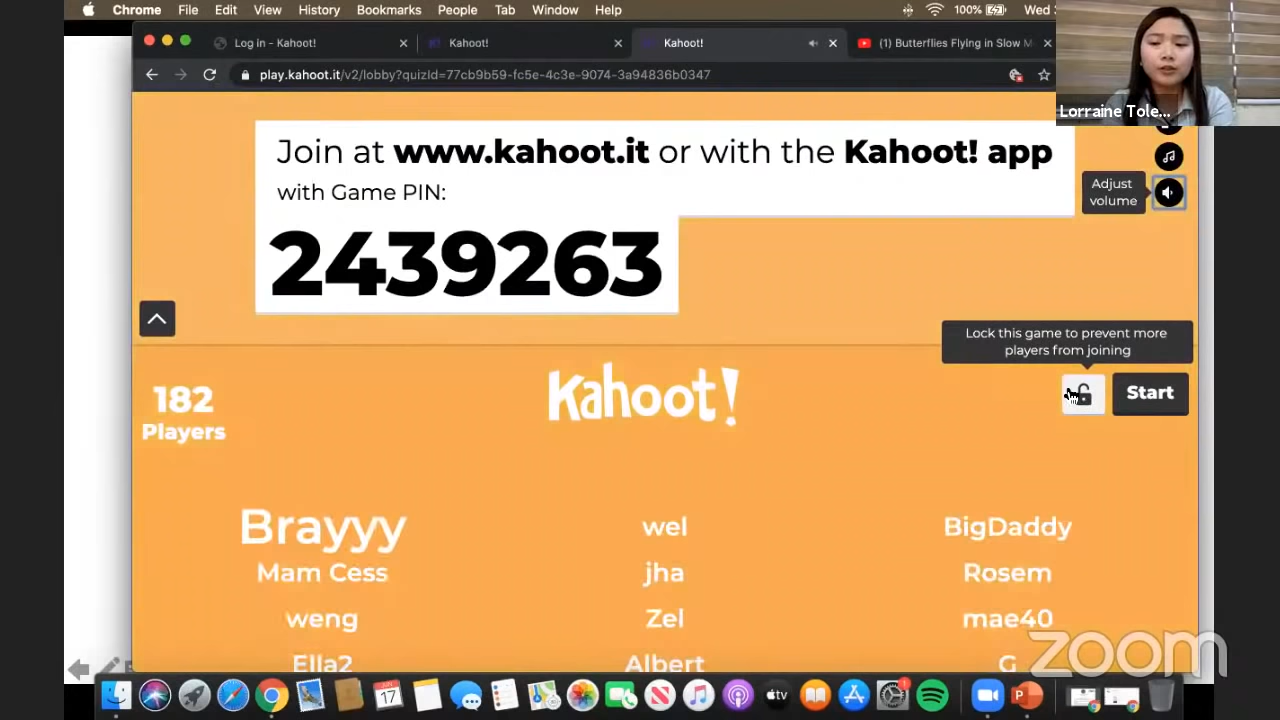 Chrome File Edit View History Bookmarks People Tab Window Help 100% Wed
Log in - Kahoot! Kahoot! Kahoot! (1) Butterflies Flying in Slow M
play.kahoot.it/v2/lobby?quizId=77cb9b59-fc5e-4c3e-9074-3a94836b0347
Lorraine Tole...
Join at www.kahoot.it or with the Kahoot! app
with Game PIN:
2439263
Adjust
volume
Lock this game to prevent more
players from joining
182
Players
Kahoot!
Start
Brayyy wel BigDaddy
Mam Cess jha Rosem
weng Zel mae40
Ella2 Albert G
zoom
JUN
17
tv
1